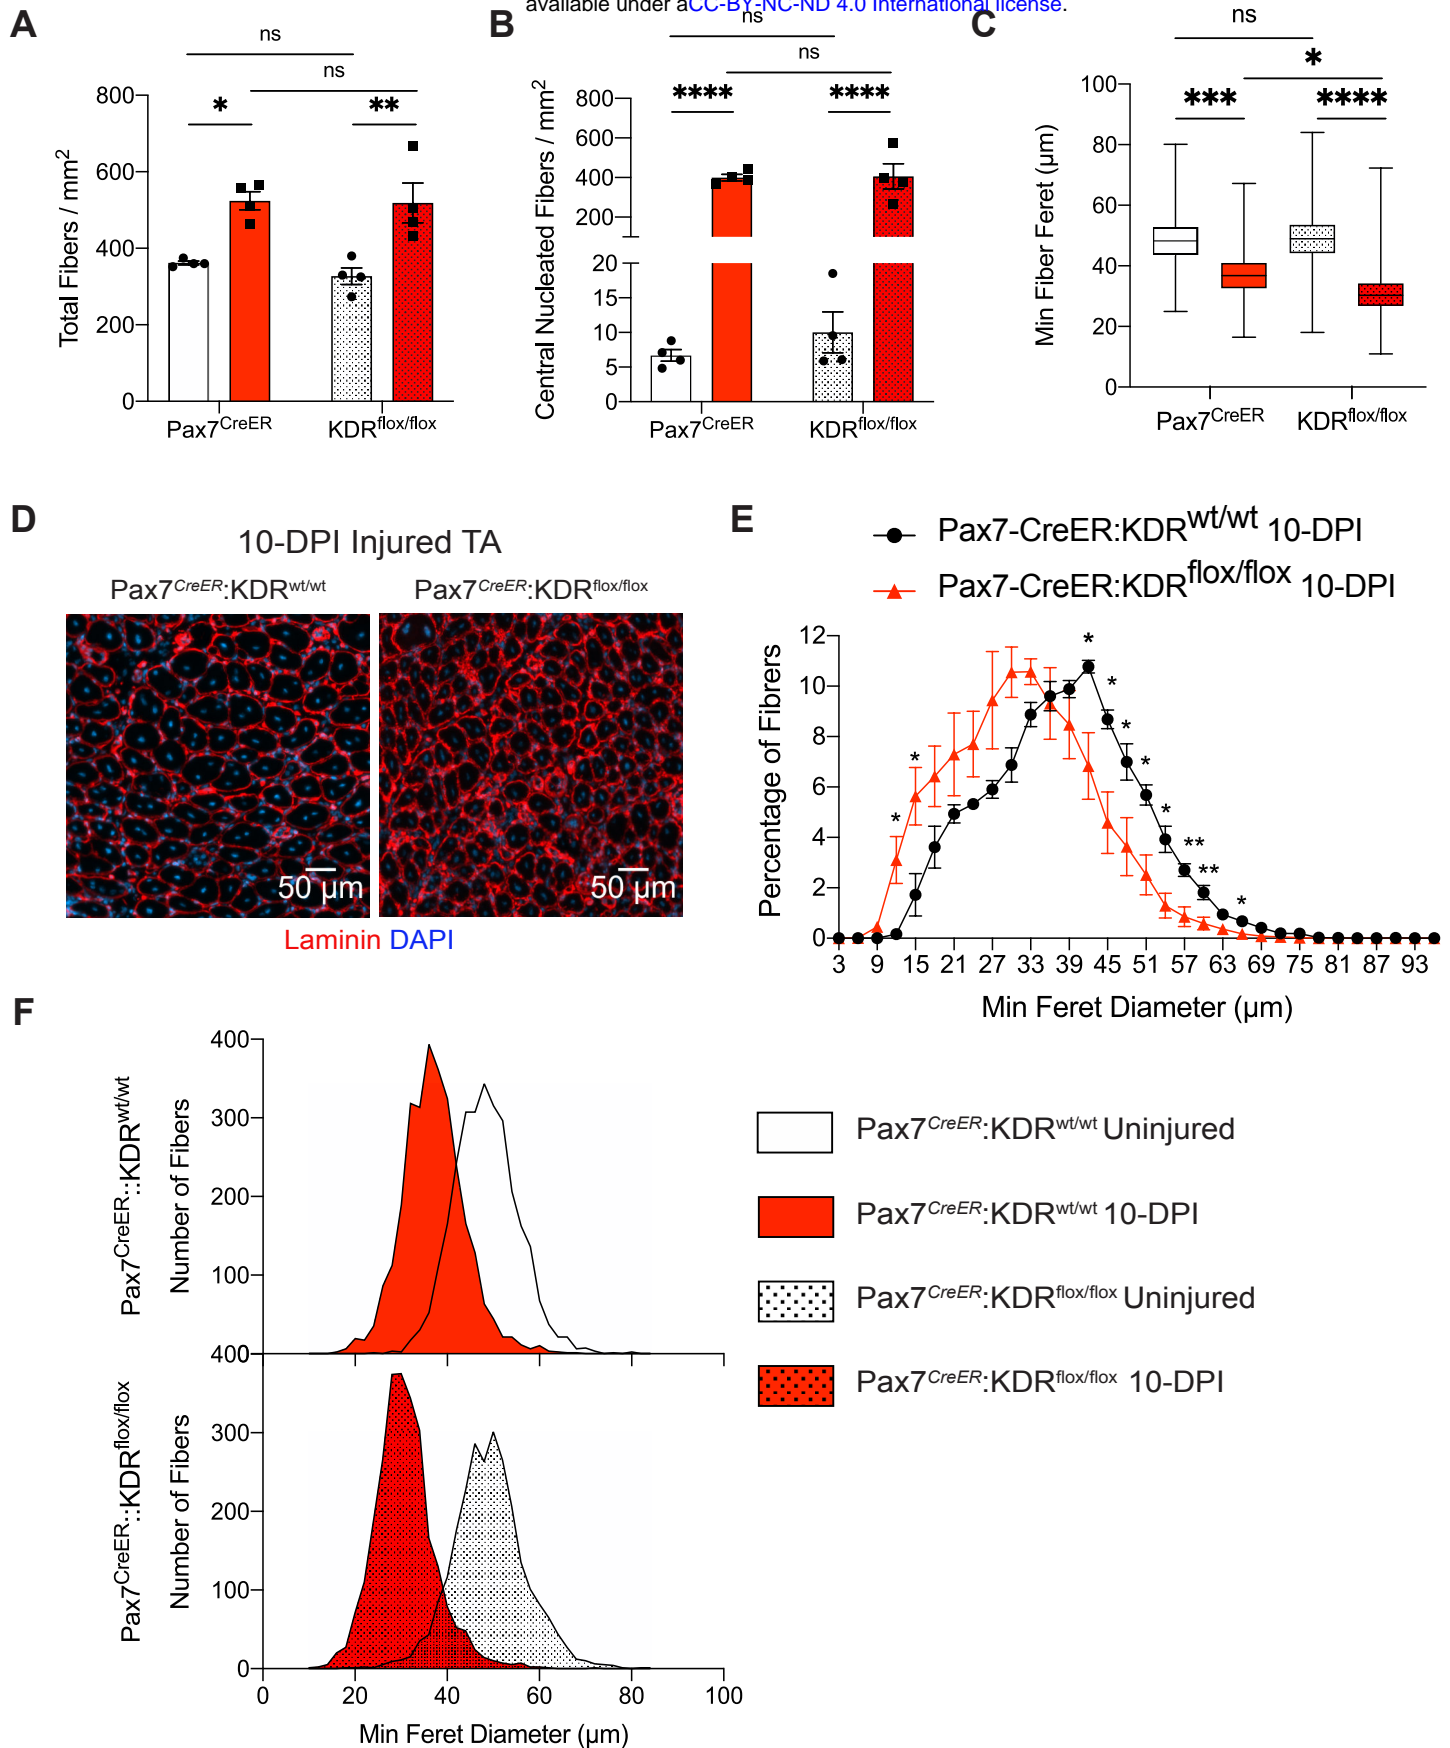 available under aCC-BY-NC-ND 4.0 International license.
A
ns
ns
*
**
800
600
400
200
0
Total Fibers / mm2
Pax7CreER
KDRflox/flox
B
ns
ns
****
****
800
600
400
200
20
15
10
5
0
Central Nucleated Fibers / mm2
Pax7CreER
KDRflox/flox
C
ns
*
***
****
100
80
60
40
20
0
Min Fiber Feret (µm)
Pax7CreER
KDRflox/flox
D
10-DPI Injured TA
Pax7CreER:KDRwt/wt
Pax7CreER:KDRflox/flox
50 µm
50 µm
Laminin DAPI
E
Pax7-CreER:KDRwt/wt 10-DPI
Pax7-CreER:KDRflox/flox 10-DPI
12
10
8
6
4
2
0
Percentage of Fibrers
*
*
*
*
*
*
*
**
**
*
3 9 15 21 27 33 39 45 51 57 63 69 75 81 87 93
Min Feret Diameter (µm)
F
Pax7CreER::KDRwt/wt
Number of Fibers
400
300
200
100
0
Pax7CreER::KDRflox/flox
Number of Fibers
400
300
200
100
0
0 20 40 60 80 100
Min Feret Diameter (µm)
Pax7CreER:KDRwt/wt Uninjured
Pax7CreER:KDRwt/wt 10-DPI
Pax7CreER:KDRflox/flox Uninjured
Pax7CreER:KDRflox/flox 10-DPI